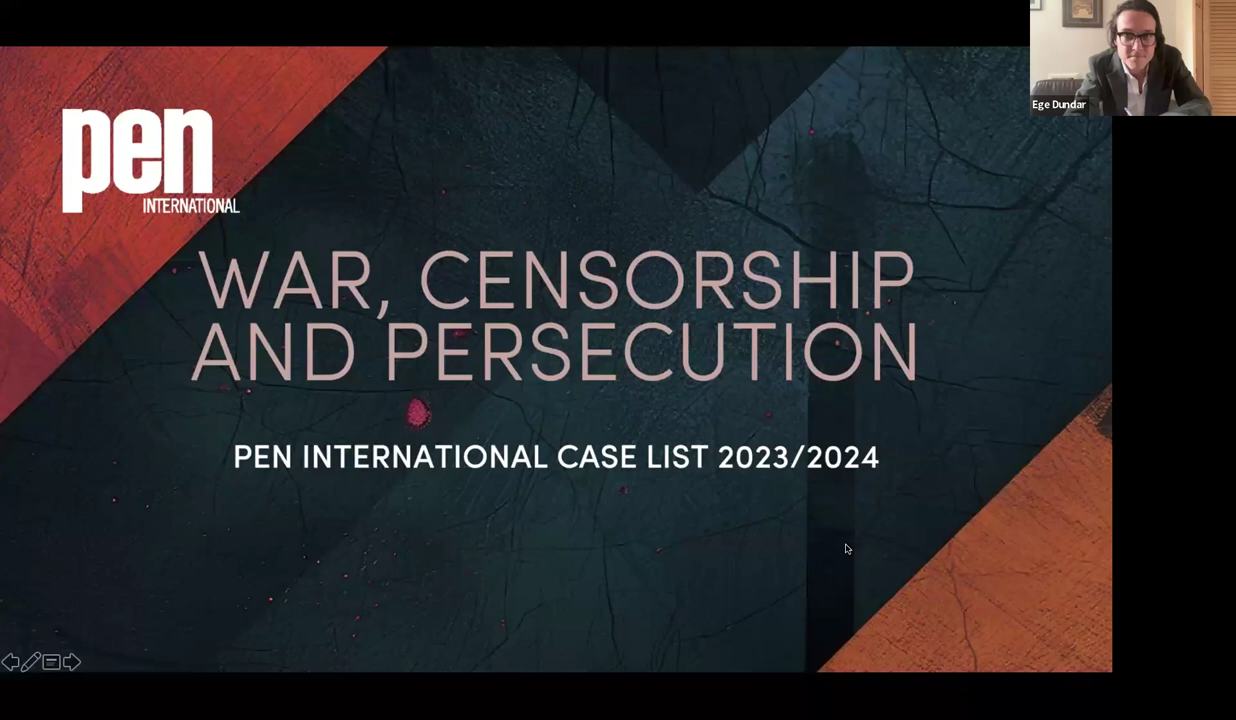 Ege Dundar
pen
INTERNATIONAL
WAR, CENSORSHIP
AND PERSECUTION
PEN INTERNATIONAL CASE LIST 2023/2024